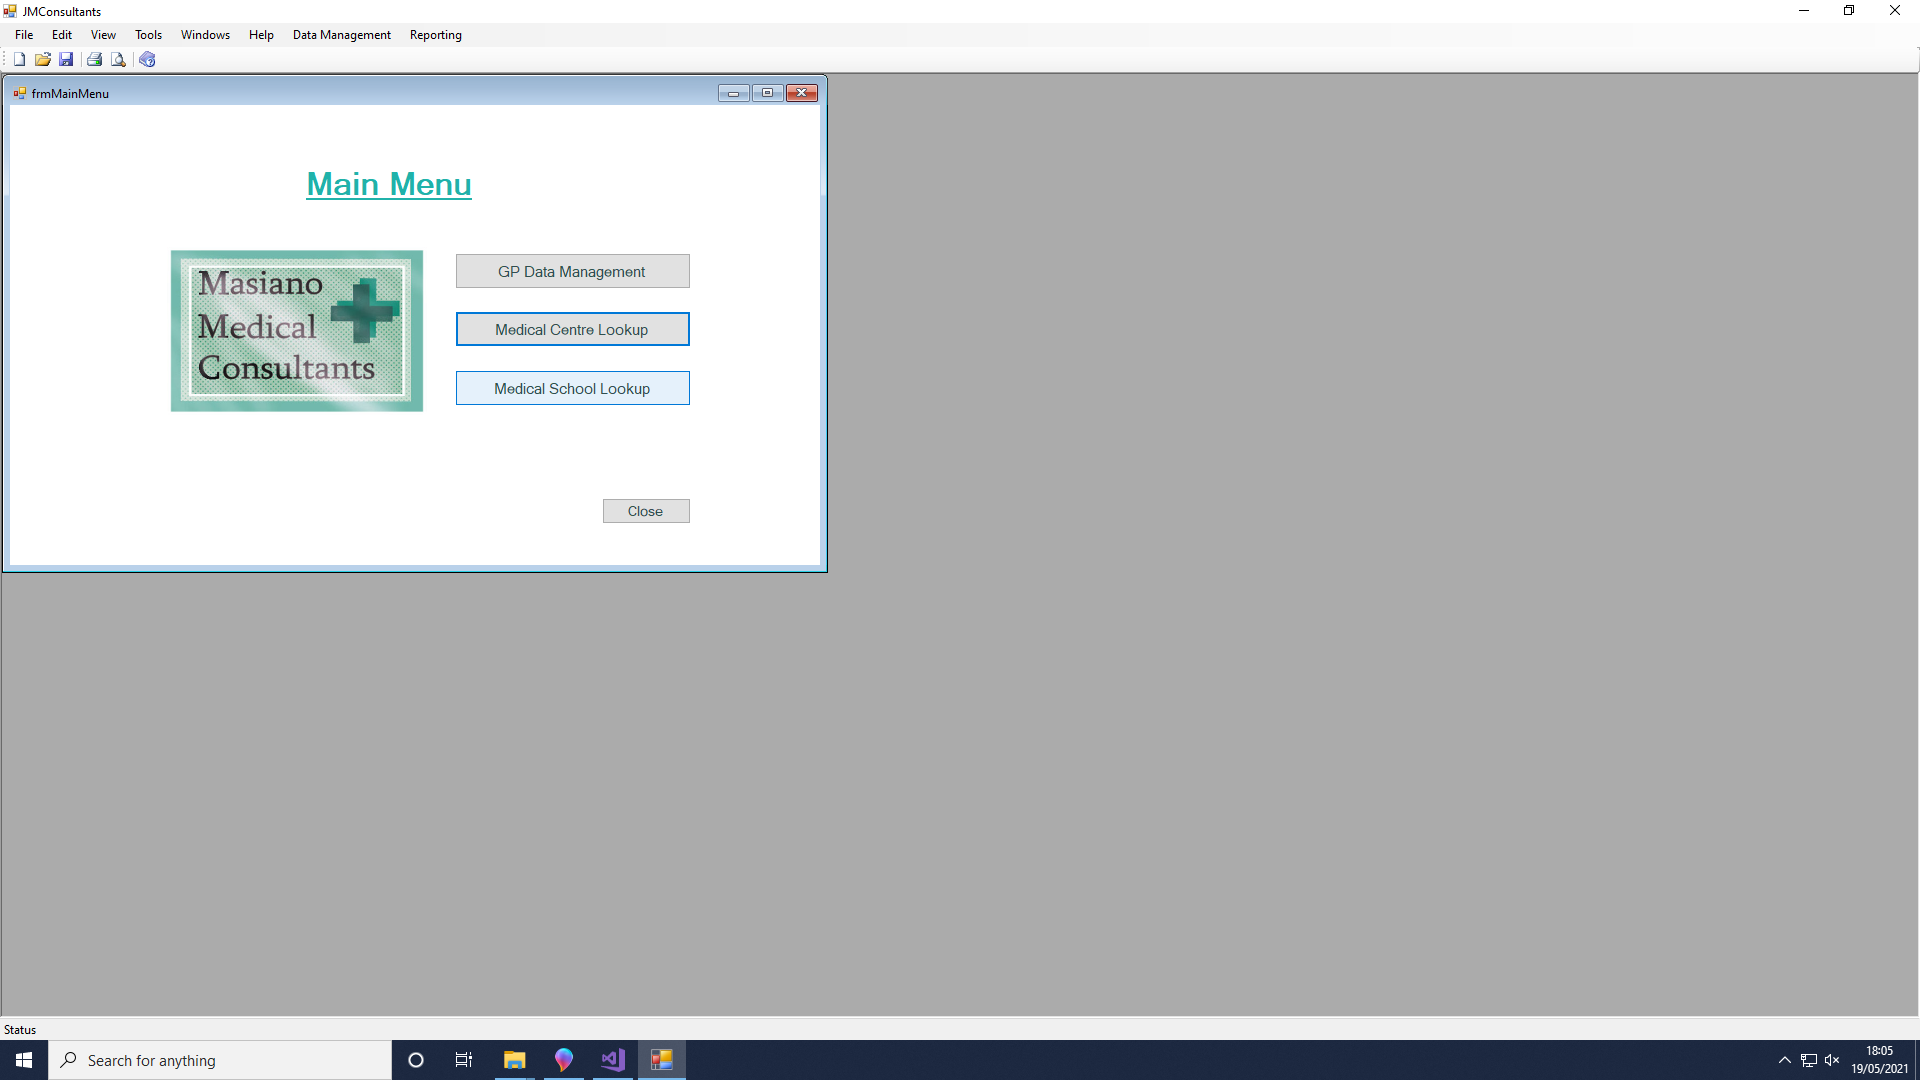 JMConsultants
File Edit View Tools Windows Help Data Management Reporting
frmMainMenu
Main Menu
Masiano
Medical
Consultants
GP Data Management
Medical Centre Lookup
Medical School Lookup
Close
Status
Search for anything
18:05
19/05/2021